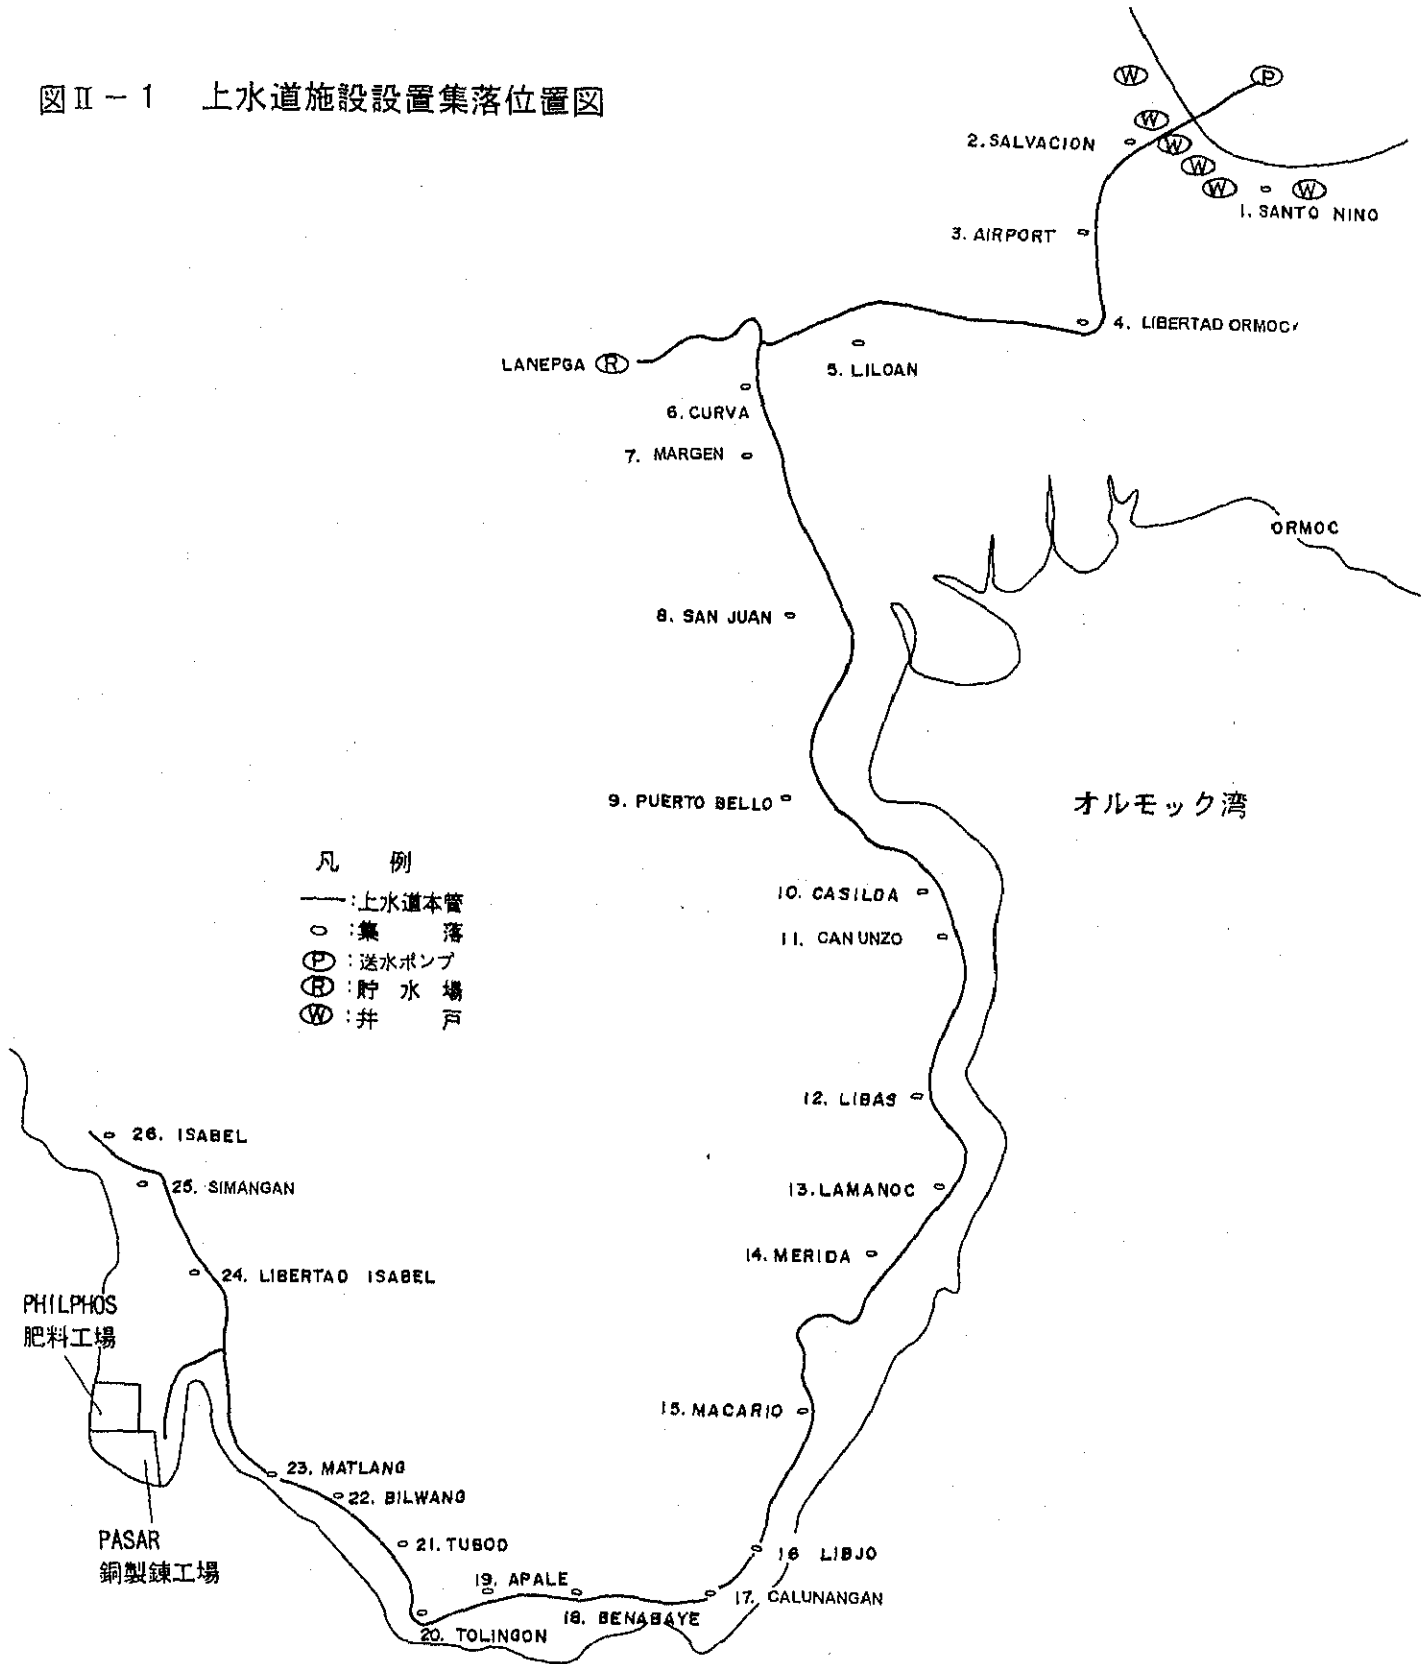 図Ⅱ-1 上水道施設設置集落位置図
W
P
W
2. SALVACION
W
W
W
W
1. SANTO NINO
3. AIRPORT
4. LIBERTAD ORMOC
LANEPGA R
5. LILOAN
6. CURVA
7. MARGEN
ORMOC
8. SAN JUAN
9. PUERTO BELLO
オルモック湾
凡 例
—:上水道本管
:集 落
P:送水ポンプ
R:貯水場
W:井 戸
10. CASILDA
11. CANUNZO
12. LIBAS
26. ISABEL
25. SIMANGAN
13. LAMANOC
14. MERIDA
24. LIBERTAD ISABEL
PHILPHOS
肥料工場
15. MACARIO
23. MATLANG
22. BILWANG
PASAR
銅製錬工場
21. TUBOD
16 LIBJO
19. APALE
17. CALUNANGAN
18. BENABAYE
20. TOLINGON